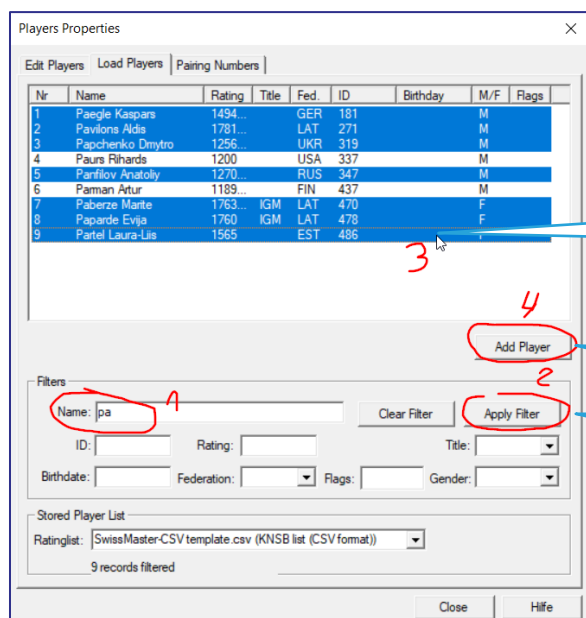 Players Properties
Edit Players Load Players Pairing Numbers
Nr Name Rating Title Fed. ID Birthday M/F Flags
1 Paegle Kaspars 1494... GER 181 M
2 Pavilons Aldis 1781... LAT 271 M
3 Papchenko Dmytro 1256... UKR 319 M
4 Paurs Rihards 1200 USA 337 M
5 Panfilov Anatoliy 1270... RUS 347 M
6 Parman Artur 1189... FIN 437 M
7 Paberze Marite 1763... IGM LAT 470 F
8 Paparde Evija 1760 IGM LAT 478 F
9 Partel Laura-Liis 1565 EST 486
3
4
Add Player
2
Filters
Name: pa 1 Clear Filter Apply Filter
ID: Rating: Title:
Birthdate: Federation: Flags: Gender:
Stored Player List
Ratinglist: SwissMaster-CSV template.csv (KNSB list (CSV format))
9 records filtered
Close Hilfe